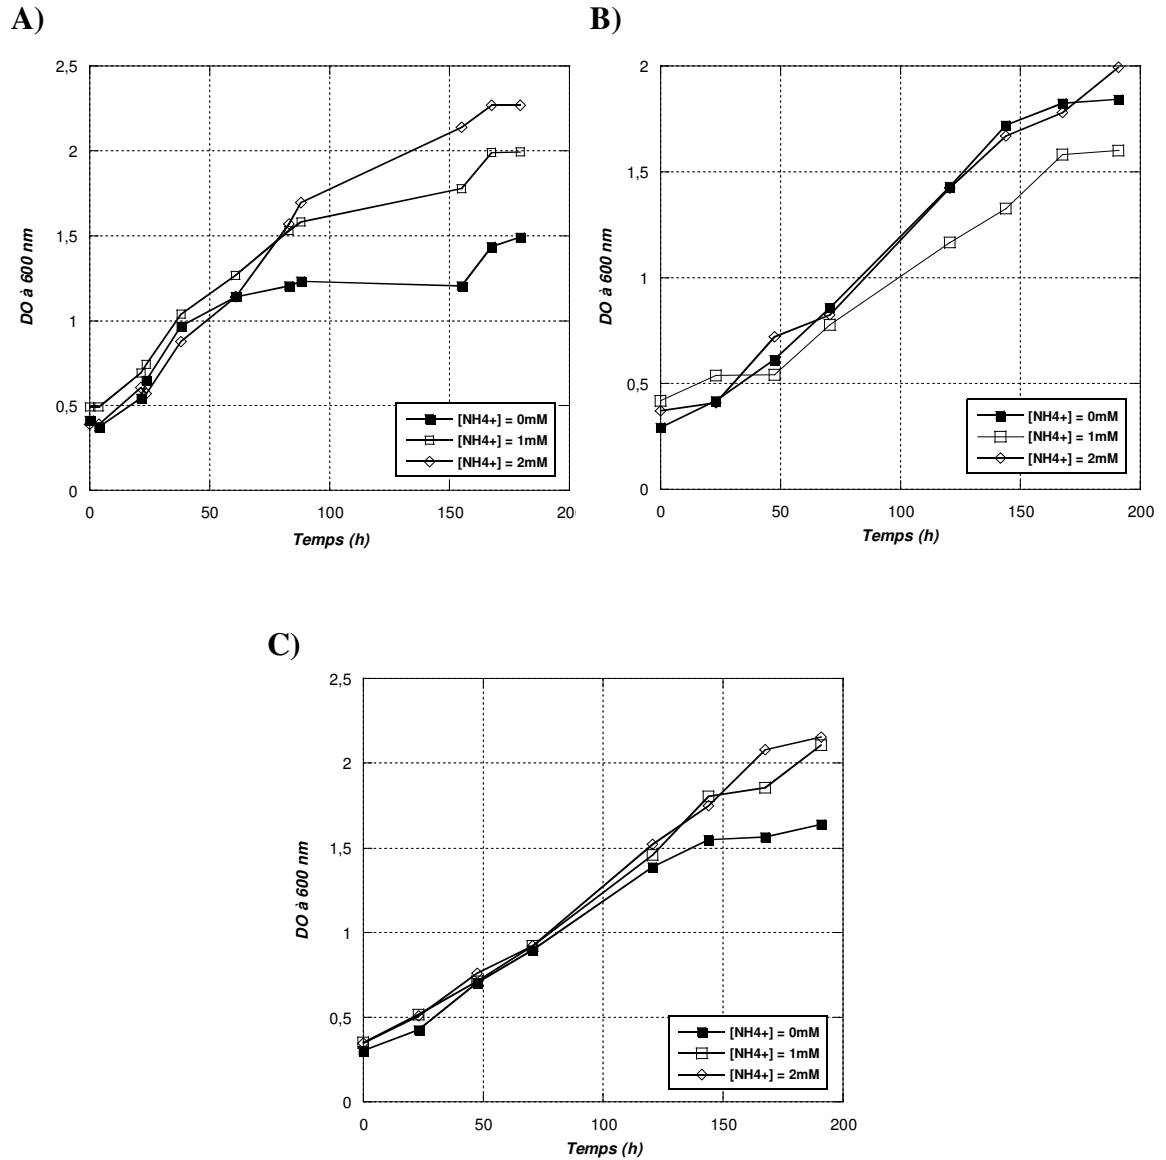 A)
B)
2,5
2
1,5
1
0,5
0
DO à 600 nm
0
50
100
150
20
Temps (h)
[NH4+] = 0mM
[NH4+] = 1mM
[NH4+] = 2mM
2
1,5
1
0,5
0
DO à 600 nm
0
50
100
150
200
Temps (h)
[NH4+] = 0mM
[NH4+] = 1mM
[NH4+] = 2mM
C)
2,5
2
1,5
1
0,5
0
DO à 600 nm
0
50
100
150
200
Temps (h)
[NH4+] = 0mM
[NH4+] = 1mM
[NH4+] = 2mM